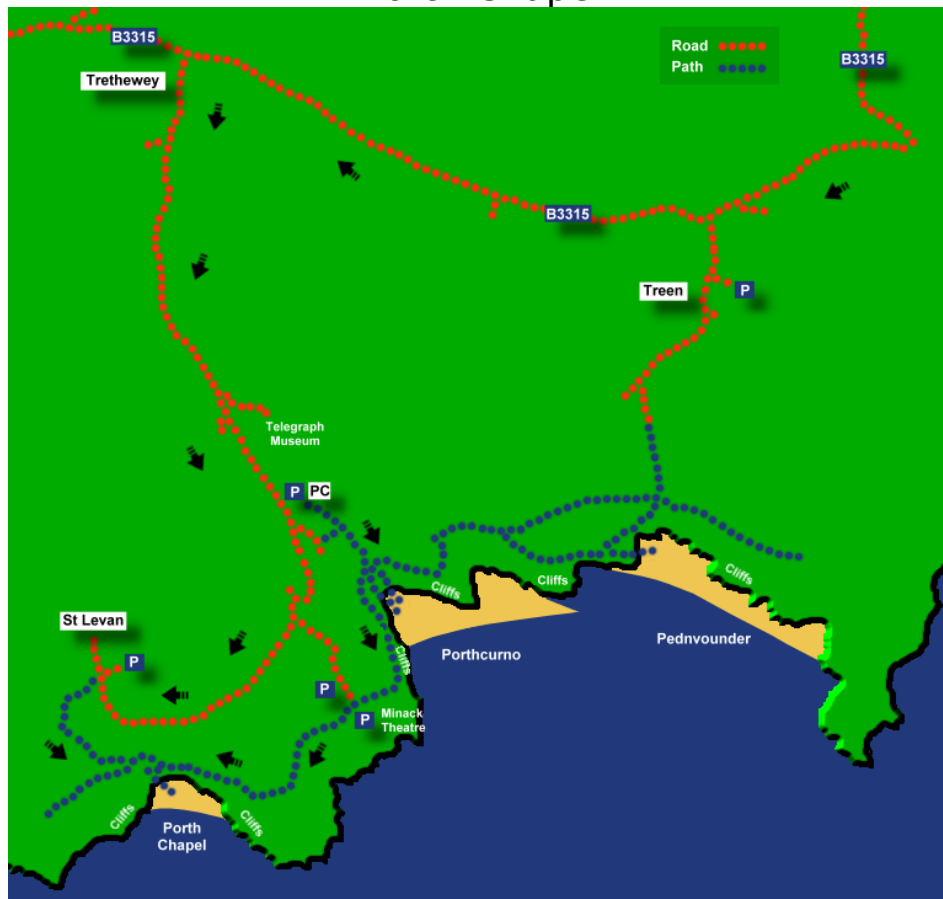 B3315
Road
Path
B3315
Trethewey
B3315
Treen
P
Telegraph
Museum
P
PC
Cliffs
Cliffs
Cliffs
St Levan
Pednvounder
Porthcurno
P
Cliffs
P
P
Minack
Theatre
Cliffs
Cliffs
Porth
Chapel